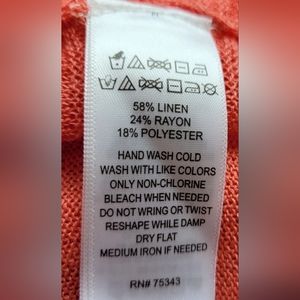 58% LINEN
24% RAYON
18% POLYESTER
HAND WASH COLD
WASH WITH LIKE COLORS
ONLY NON-CHLORINE
BLEACH WHEN NEEDED
DO NOT WRING OR TWIST
RESHAPE WHILE DAMP
DRY FLAT
MEDIUM IRON IF NEEDED
RN# 75343